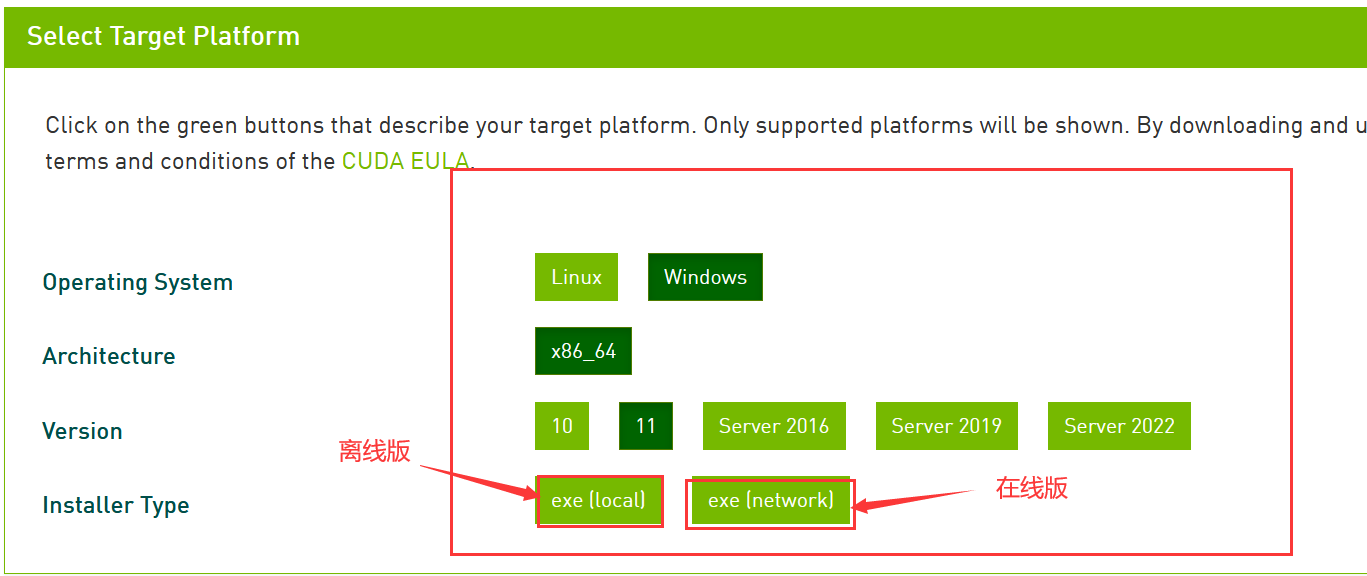 Select Target Platform
Click on the green buttons that describe your target platform. Only supported platforms will be shown. By downloading and u
terms and conditions of the CUDA EULA.
Operating System Linux Windows
Architecture x86_64
Version 10 11 Server 2016 Server 2019 Server 2022
离线版
Installer Type exe (local) exe (network) 在线版